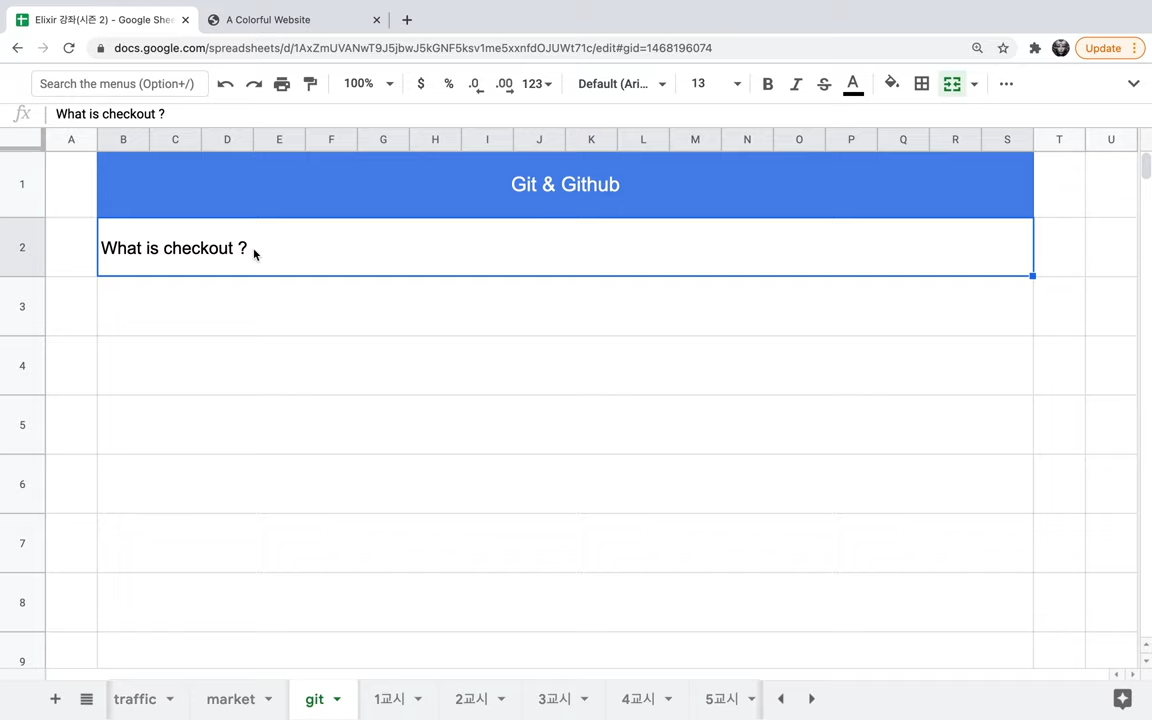 Elixir 강좌(시즌 2) - Google Shee
A Colorful Website
docs.google.com/spreadsheets/d/1AxZmUVANwT9J5jbwJ5kGNF5ksv1me5xxnfdOJUWt71c/edit#gid=1468196074
Update
Search the menus (Option+/)
100%
$
%
.0
.00
123
Default (Ari...
13
B
I
S
A
fx
What is checkout ?
A B C D E F G H I J K L M N O P Q R S T U
1
Git & Github
2
What is checkout ?
3
4
5
6
7
8
9
traffic
market
git
1교시
2교시
3교시
4교시
5교시